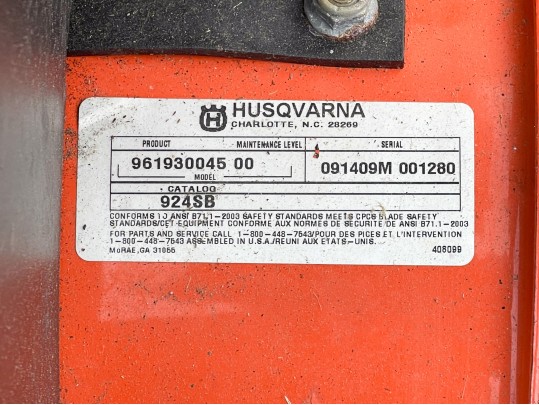 HUSQVARNA
CHARLOTTE, N.C. 28269
PRODUCT MAINTENANCE LEVEL SERIAL
961930045 00 091409M 001280
MODEL
CATALOG
924SB
CONFORMS TO ANSI B71.1-2003 SAFETY STANDARDS MEETS CPCS BLADE SAFETY
STANDARDS/CET EQUIPMENT CONFORME AUX NORMES DE SECURITE DE ANSI B71.1-2003
FOR PARTS AND SERVICE CALL 1-800-448-7543/POUR DES PICES ET L'INTERVENTION
1-800-448-7543 ASSEMBLED IN U.S.A./REUNI AUX ETATS-UNIS.
McRAE, GA 31055 408099